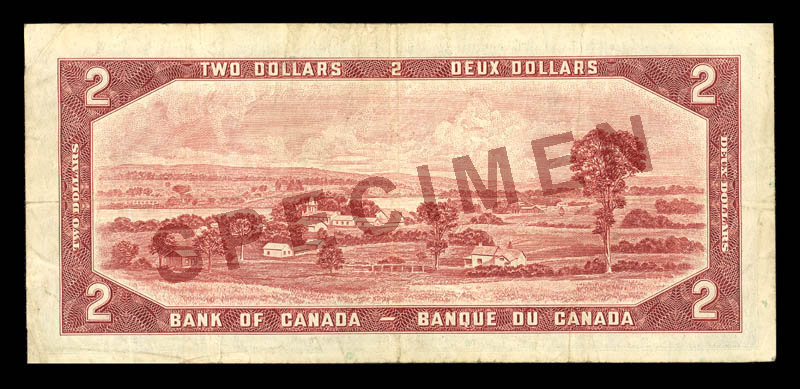 2 TWO DOLLARS 2 DEUX DOLLARS 2
TWO DOLLARS
DEUX DOLLARS
SPECIMEN
2 BANK OF CANADA — BANQUE DU CANADA 2